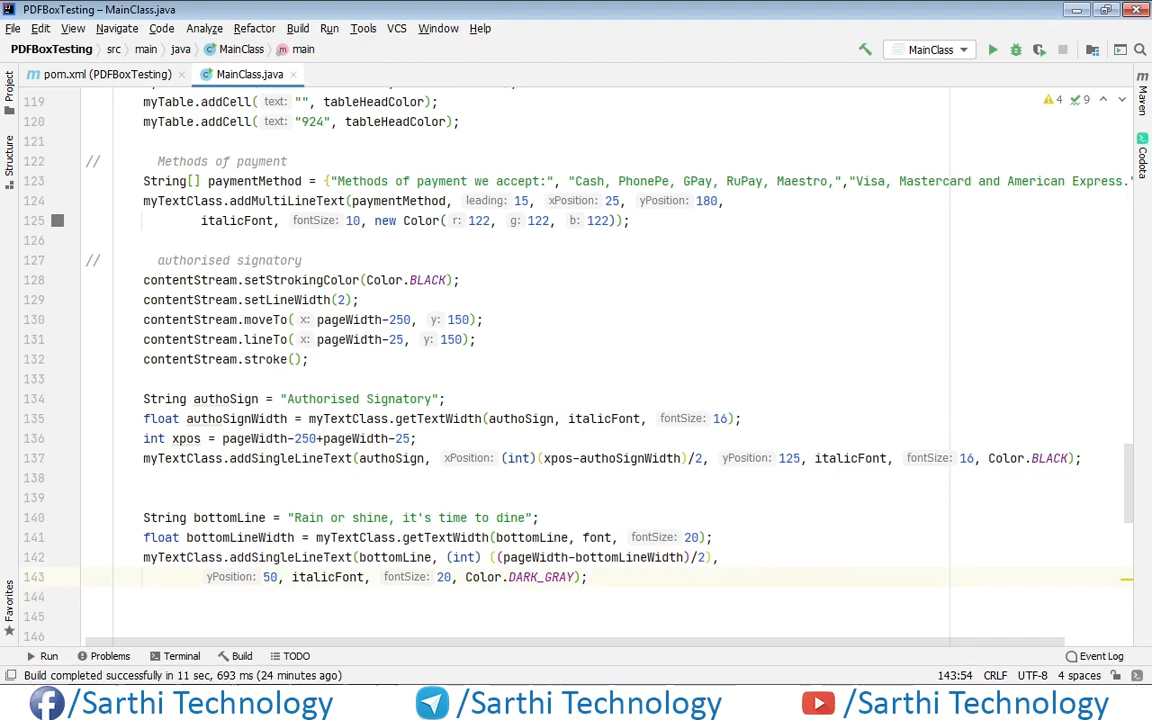 PDFBoxTesting – MainClass.java
File Edit View Navigate Code Analyze Refactor Build Run Tools VCS Window Help
PDFBoxTesting src main java MainClass main
MainClass
pom.xml (PDFBoxTesting) MainClass.java
Project
Structure
Favorites
Maven
Codota
4 9
119 myTable.addCell( text: "", tableHeadColor);
120 myTable.addCell( text: "924", tableHeadColor);
121
122 // Methods of payment
123 String[] paymentMethod = {"Methods of payment we accept:", "Cash, PhonePe, GPay, RuPay, Maestro,","Visa, Mastercard and American Express."
124 myTextClass.addMultiLineText(paymentMethod, leading: 15, xPosition: 25, yPosition: 180,
125 italicFont, fontSize: 10, new Color( r: 122, g: 122, b: 122));
126
127 // authorised signatory
128 contentStream.setStrokingColor(Color.BLACK);
129 contentStream.setLineWidth(2);
130 contentStream.moveTo( x: pageWidth-250, y: 150);
131 contentStream.lineTo( x: pageWidth-25, y: 150);
132 contentStream.stroke();
133
134 String authoSign = "Authorised Signatory";
135 float authoSignWidth = myTextClass.getTextWidth(authoSign, italicFont, fontSize: 16);
136 int xpos = pageWidth-250+pageWidth-25;
137 myTextClass.addSingleLineText(authoSign, xPosition: (int)(xpos-authoSignWidth)/2, yPosition: 125, italicFont, fontSize: 16, Color.BLACK);
138
139
140 String bottomLine = "Rain or shine, it's time to dine";
141 float bottomLineWidth = myTextClass.getTextWidth(bottomLine, font, fontSize: 20);
142 myTextClass.addSingleLineText(bottomLine, (int) ((pageWidth-bottomLineWidth)/2),
143 yPosition: 50, italicFont, fontSize: 20, Color.DARK_GRAY);
144
145
146
Run Problems Terminal Build TODO Event Log
Build completed successfully in 11 sec, 693 ms (24 minutes ago) 143:54 CRLF UTF-8 4 spaces
/Sarthi Technology /Sarthi Technology /Sarthi Technology